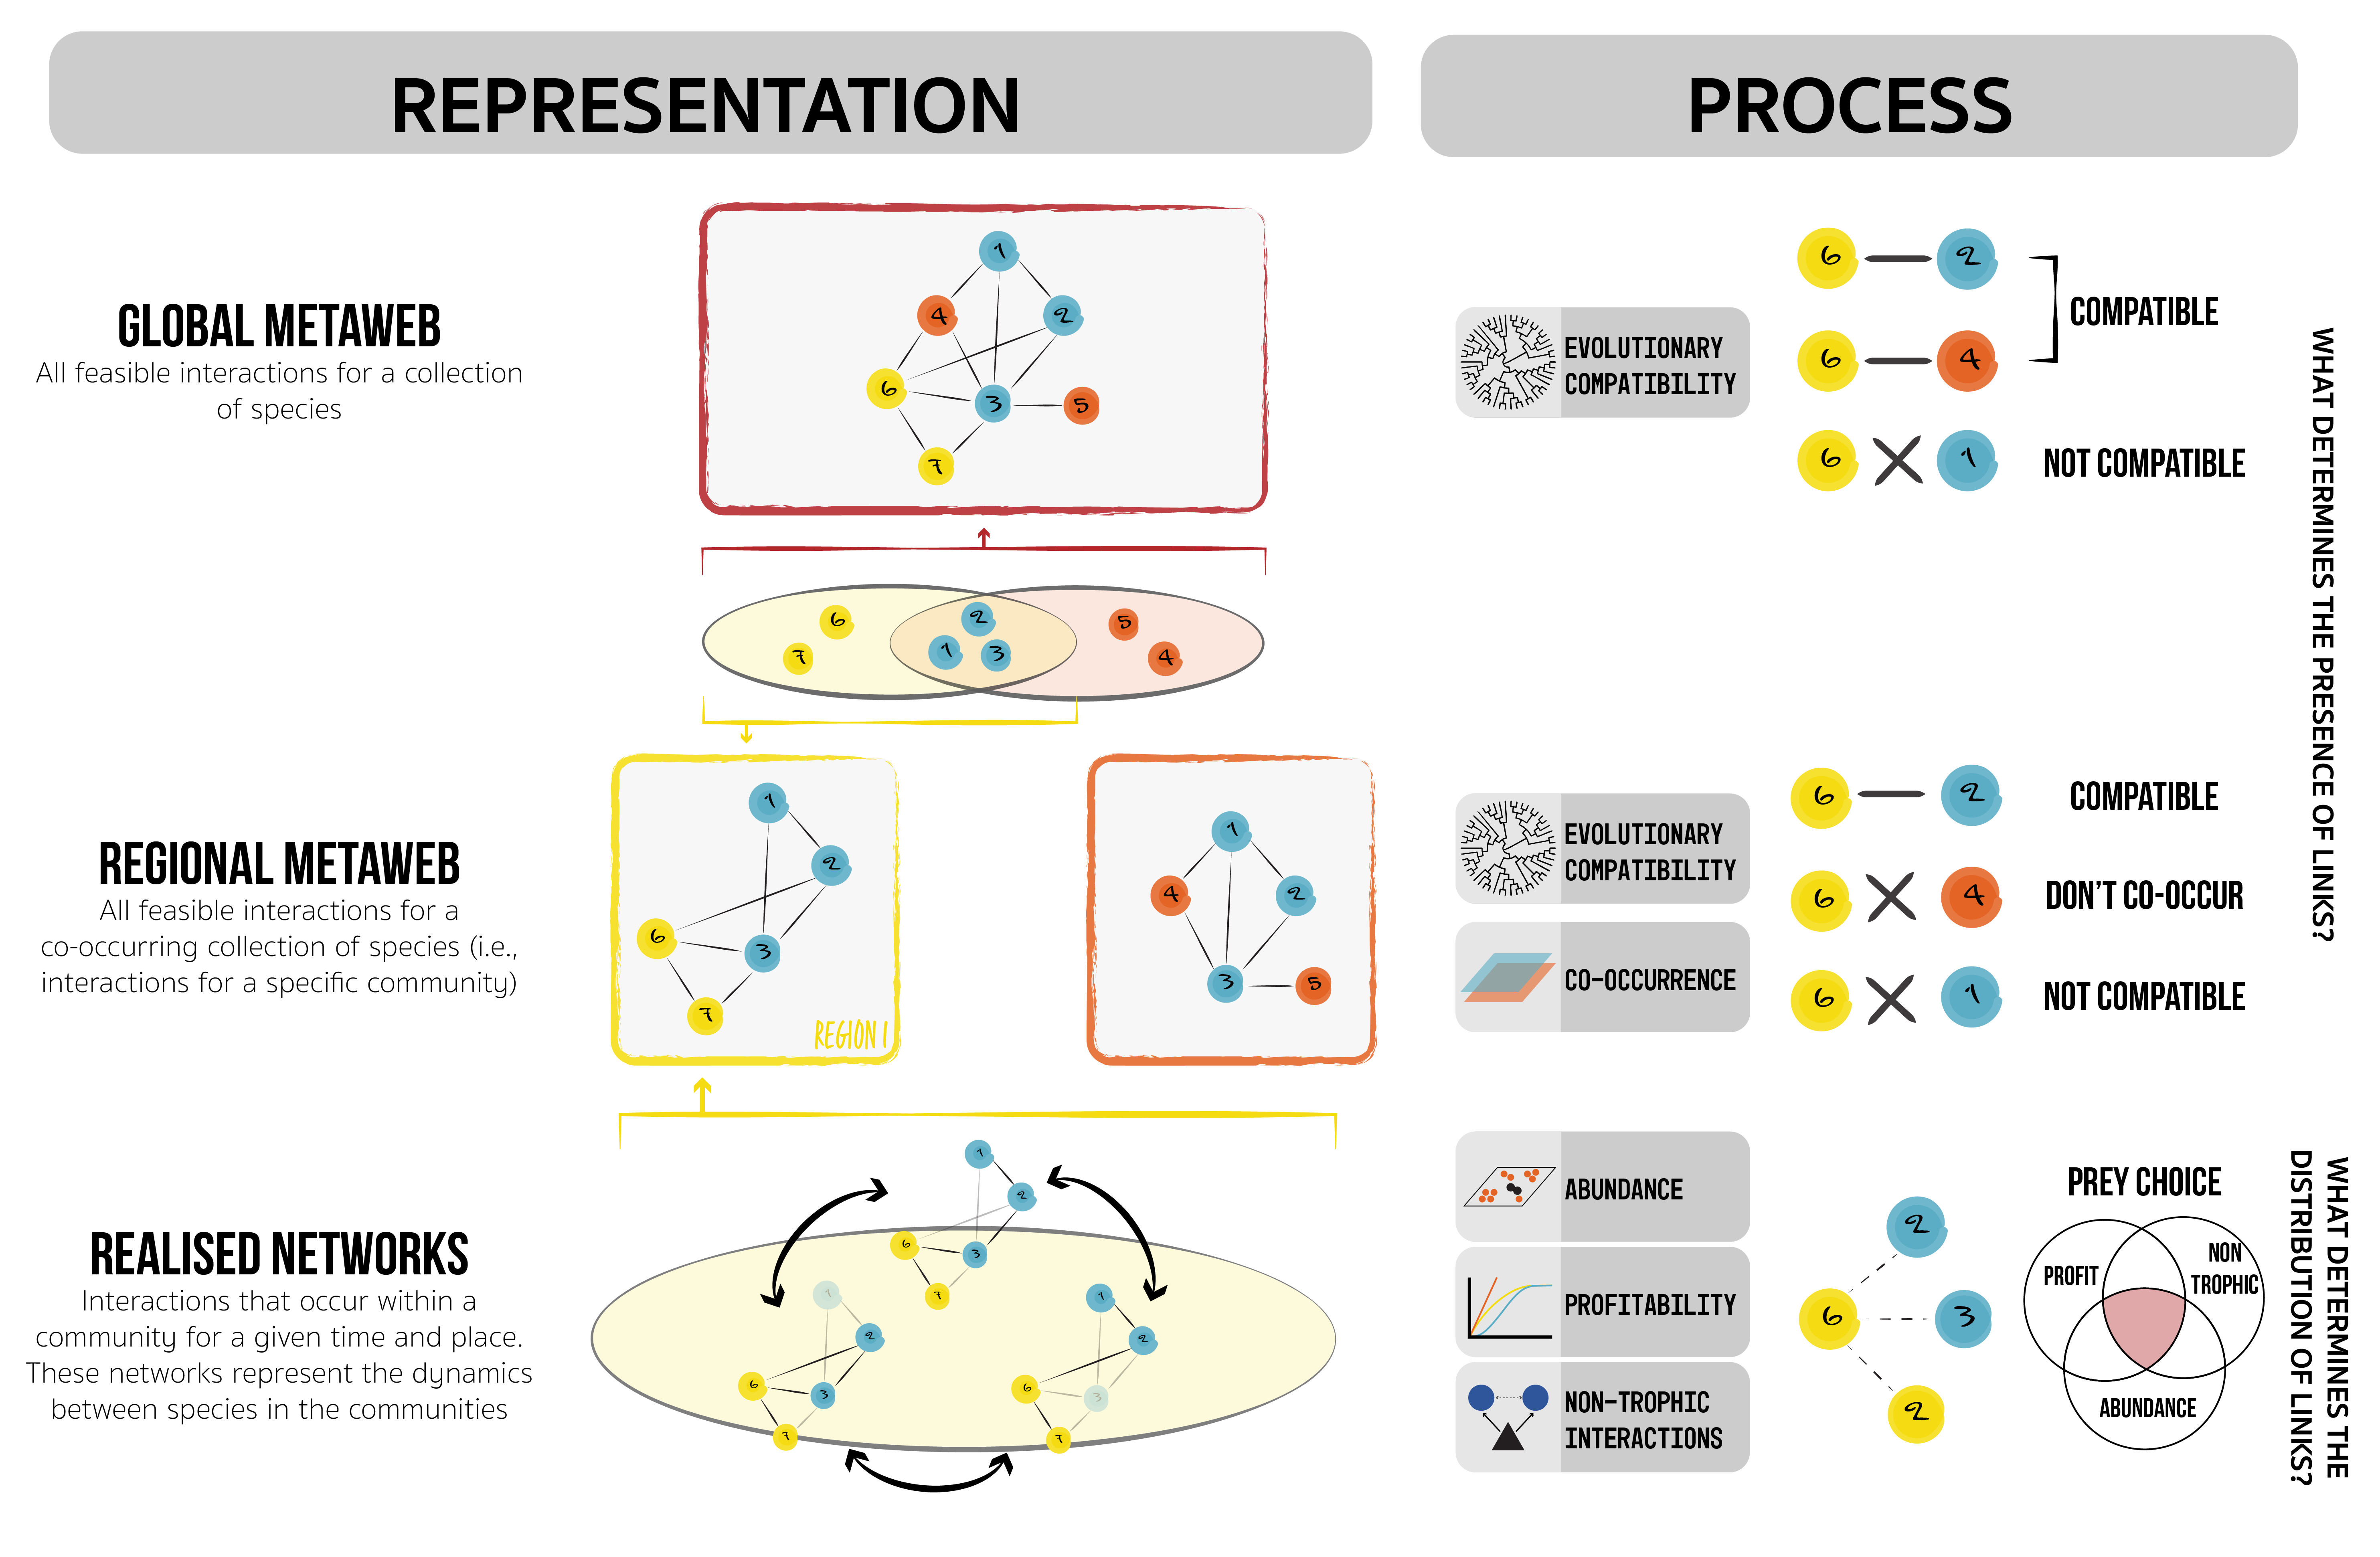 REPRESENTATION
PROCESS
GLOBAL METAWEB
All feasible interactions for a collection
of species
1
4
2
6
3
5
7
EVOLUTIONARY
COMPATIBILITY
6
2
6
4
COMPATIBLE
6
1
NOT COMPATIBLE
WHAT DETERMINES THE PRESENCE OF LINKS?
6
7
2
1
3
5
4
REGIONAL METAWEB
All feasible interactions for a
co-occurring collection of species (i.e.,
interactions for a specific community)
1
2
6
3
7
REGION 1
1
4
2
3
5
EVOLUTIONARY
COMPATIBILITY
CO-OCCURRENCE
6
2
COMPATIBLE
6
4
DON'T CO-OCCUR
6
1
NOT COMPATIBLE
REALISED NETWORKS
Interactions that occur within a
community for a given time and place.
These networks represent the dynamics
between species in the communities
1
2
6
3
7
1
2
6
3
7
1
2
6
3
7
ABUNDANCE
PROFITABILITY
NON-TROPHIC
INTERACTIONS
2
6
3
2
PREY CHOICE
PROFIT
NON
TROPHIC
ABUNDANCE
WHAT DETERMINES THE
DISTRIBUTION OF LINKS?